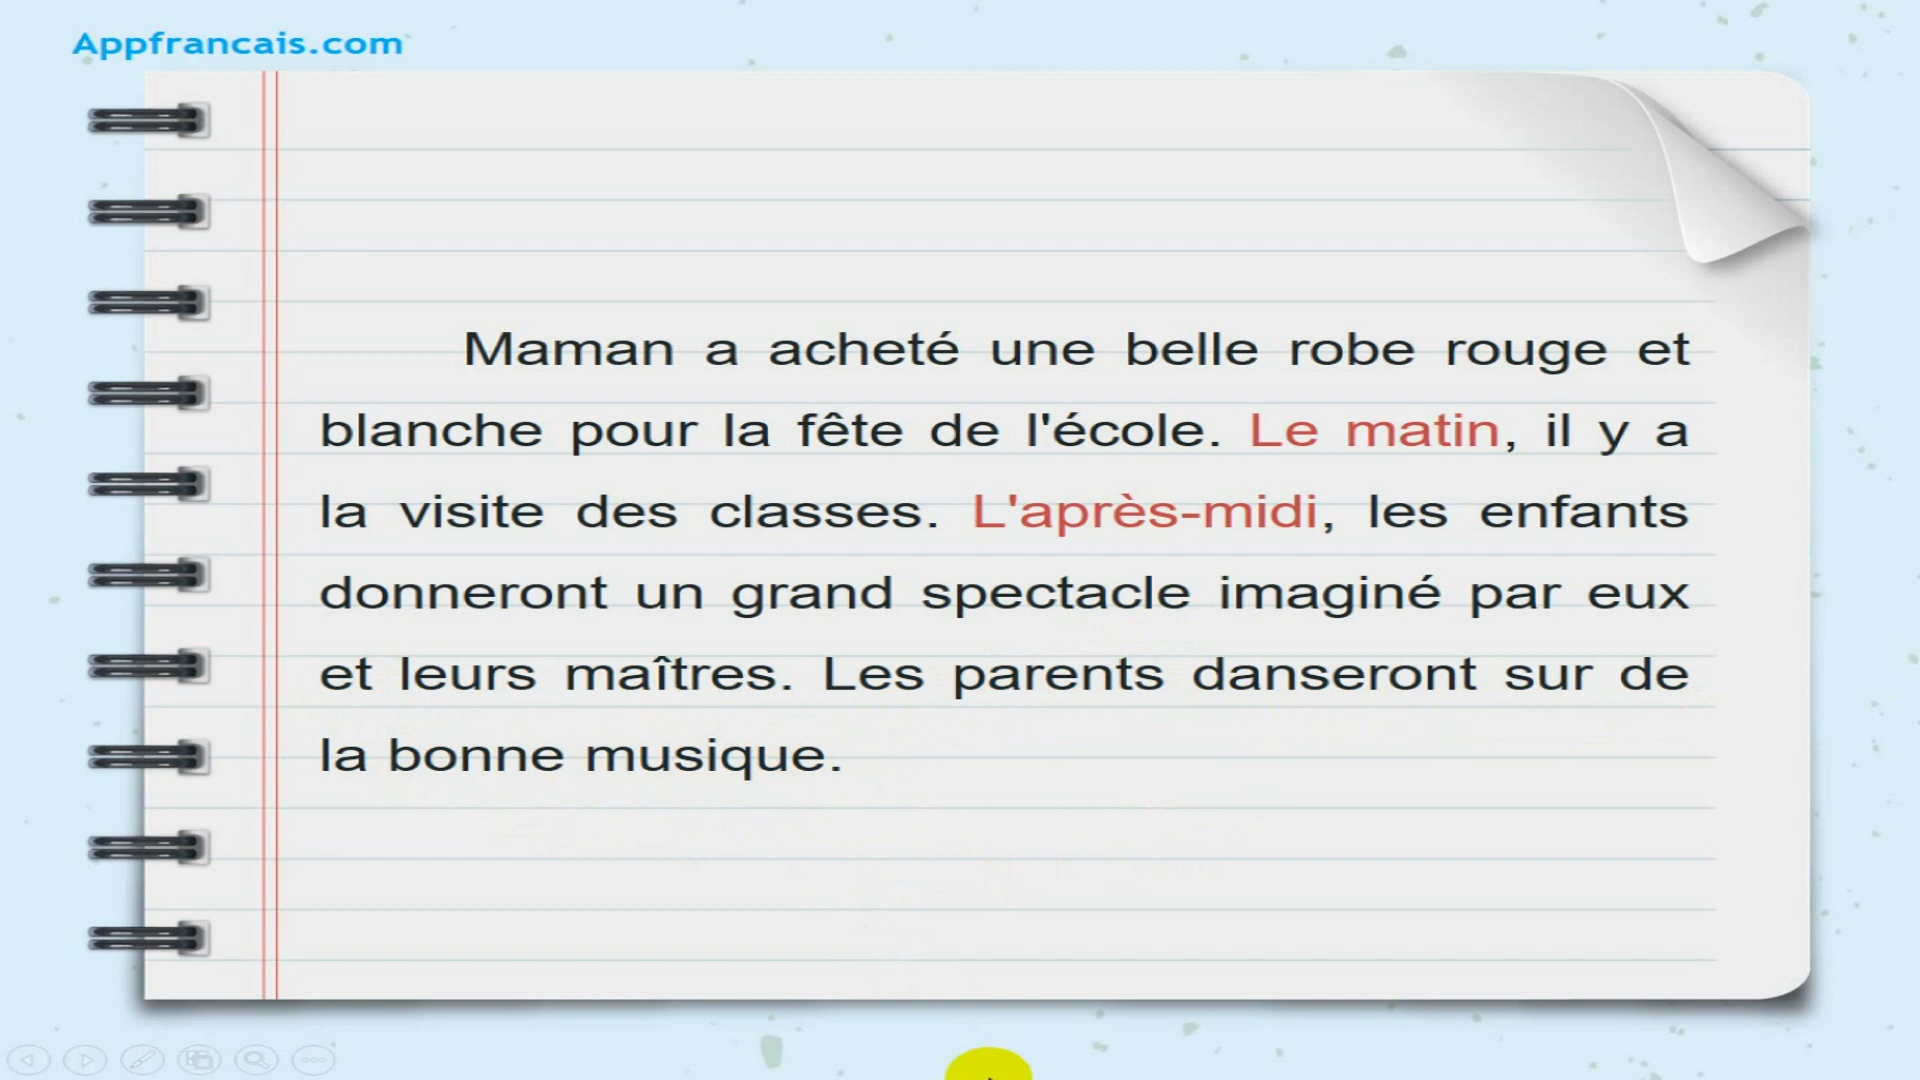 Appfrancais.com
Maman a acheté une belle robe rouge et
blanche pour la fête de l'école. Le matin, il y a
la visite des classes. L'après-midi, les enfants
donneront un grand spectacle imaginé par eux
et leurs maîtres. Les parents danseront sur de
la bonne musique.